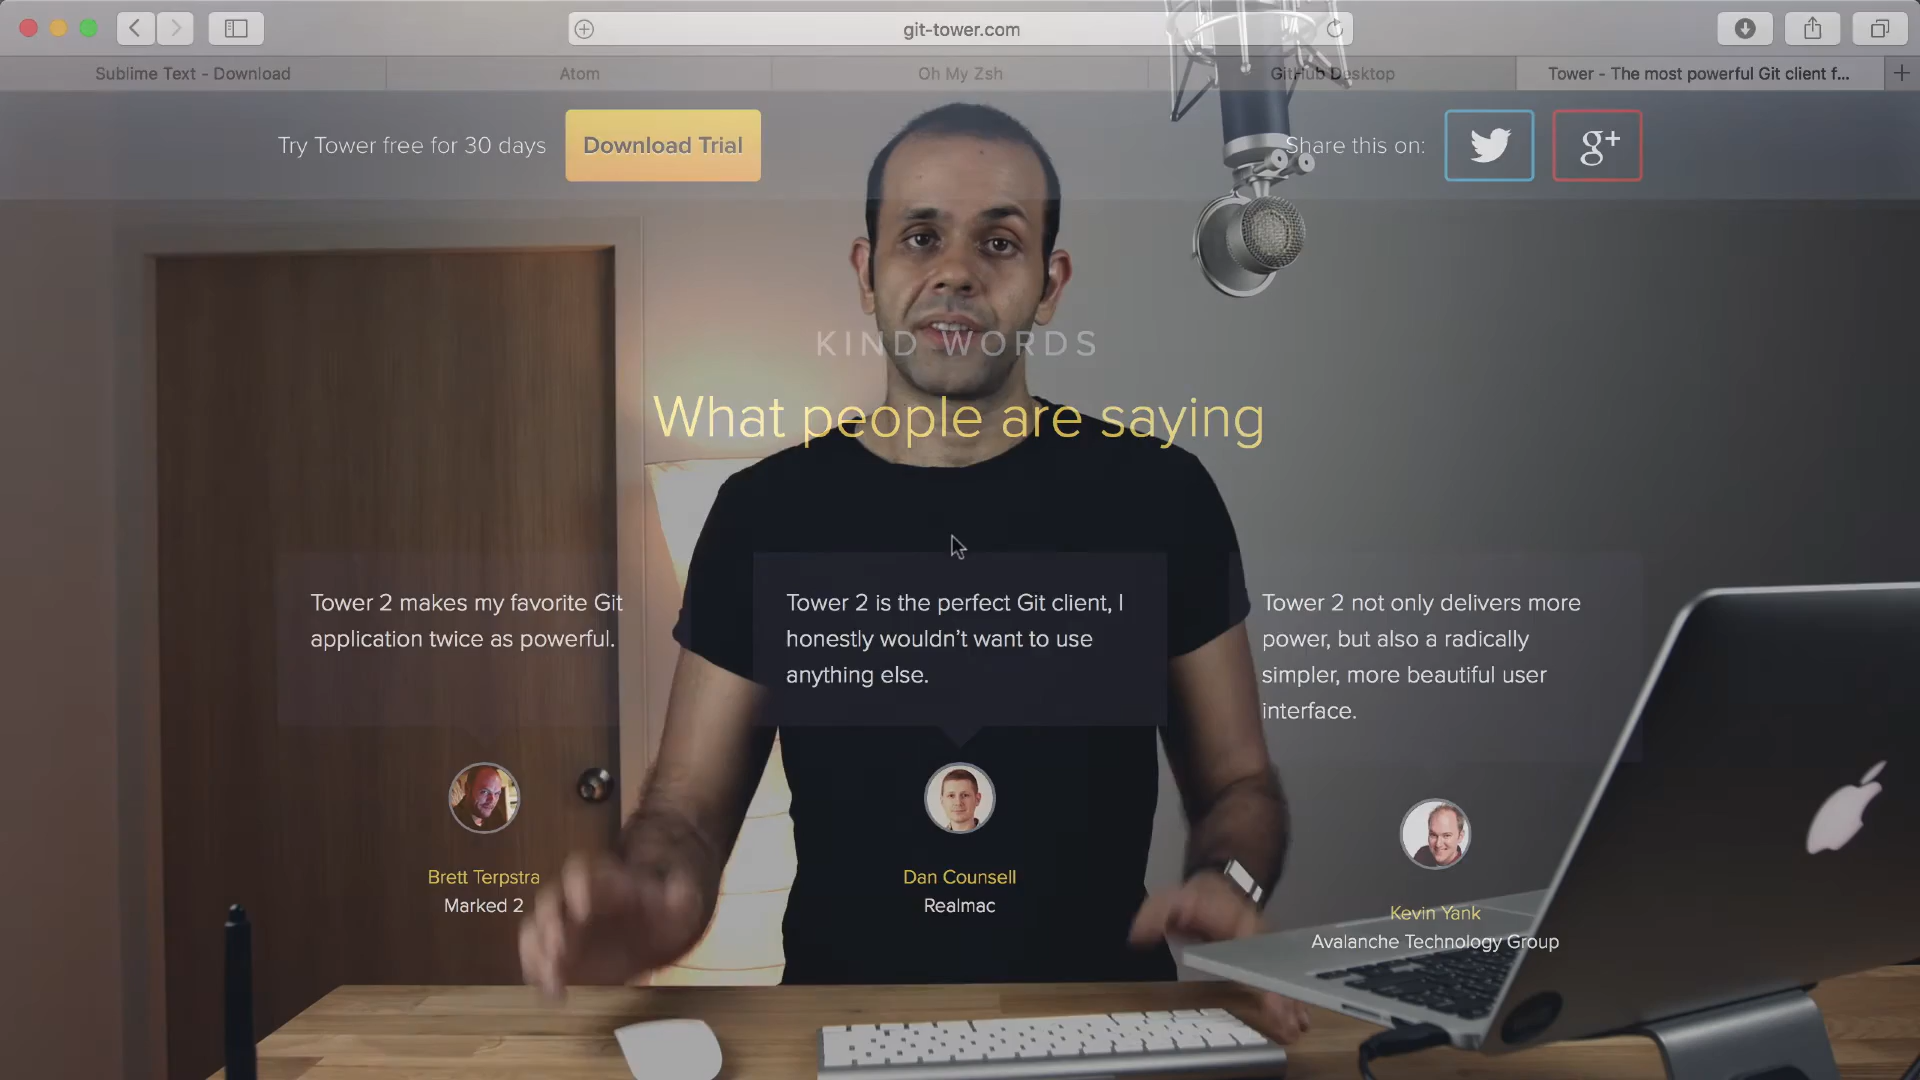 git-tower.com
Sublime Text - Download
Atom
Oh My Zsh
GitHub Desktop
Tower - The most powerful Git client f...
Try Tower free for 30 days
Download Trial
Share this on:
g+
KIND WORDS
What people are saying
Tower 2 makes my favorite Git
application twice as powerful.
Tower 2 is the perfect Git client, I
honestly wouldn’t want to use
anything else.
Tower 2 not only delivers more
power, but also a radically
simpler, more beautiful user
interface.
Brett Terpstra
Marked 2
Dan Counsell
Realmac
Kevin Yank
Avalanche Technology Group